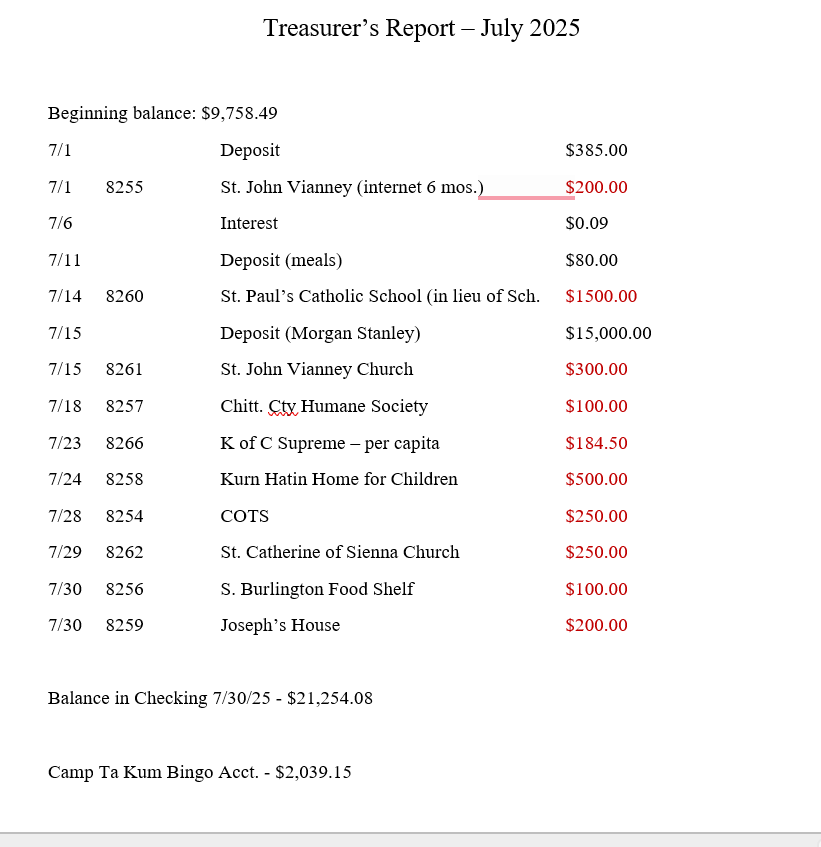 Treasurer’s Report – July 2025
Beginning balance: $9,758.49
7/1 Deposit $385.00
7/1 8255 St. John Vianney (internet 6 mos.) $200.00
7/6 Interest $0.09
7/11 Deposit (meals) $80.00
7/14 8260 St. Paul’s Catholic School (in lieu of Sch. $1500.00
7/15 Deposit (Morgan Stanley) $15,000.00
7/15 8261 St. John Vianney Church $300.00
7/18 8257 Chitt. Cty Humane Society $100.00
7/23 8266 K of C Supreme – per capita $184.50
7/24 8258 Kurn Hatin Home for Children $500.00
7/28 8254 COTS $250.00
7/29 8262 St. Catherine of Sienna Church $250.00
7/30 8256 S. Burlington Food Shelf $100.00
7/30 8259 Joseph’s House $200.00
Balance in Checking 7/30/25 - $21,254.08
Camp Ta Kum Bingo Acct. - $2,039.15